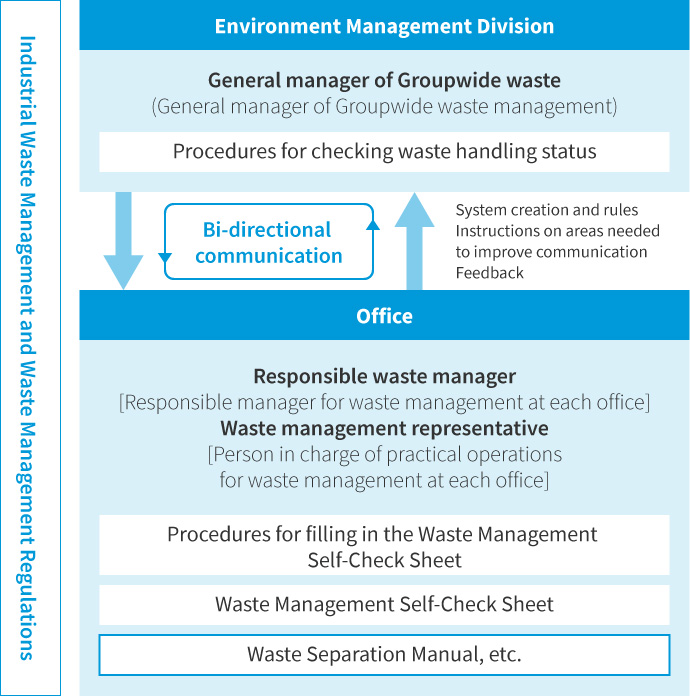 Industrial Waste Management and Waste Management Regulations
Environment Management Division
General manager of Groupwide waste
(General manager of Groupwide waste management)
Procedures for checking waste handling status
Bi-directional
communication
System creation and rules
Instructions on areas needed
to improve communication
Feedback
Office
Responsible waste manager
[Responsible manager for waste management at each office]
Waste management representative
[Person in charge of practical operations
for waste management at each office]
Procedures for filling in the Waste Management
Self-Check Sheet
Waste Management Self-Check Sheet
Waste Separation Manual, etc.